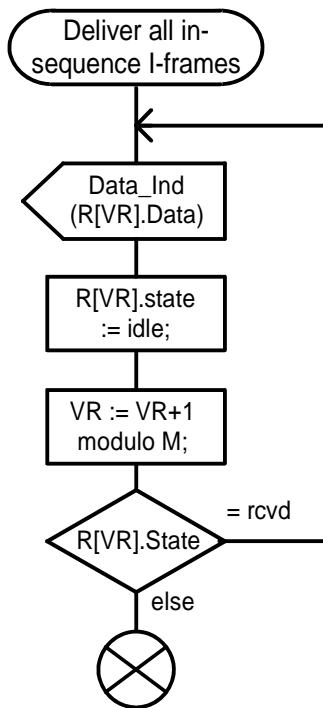 Deliver all in-
sequence I-frames
Data_Ind
(R[VR].Data)
R[VR].state
:= idle;
VR := VR+1
modulo M;
= rcvd
R[VR].State
else